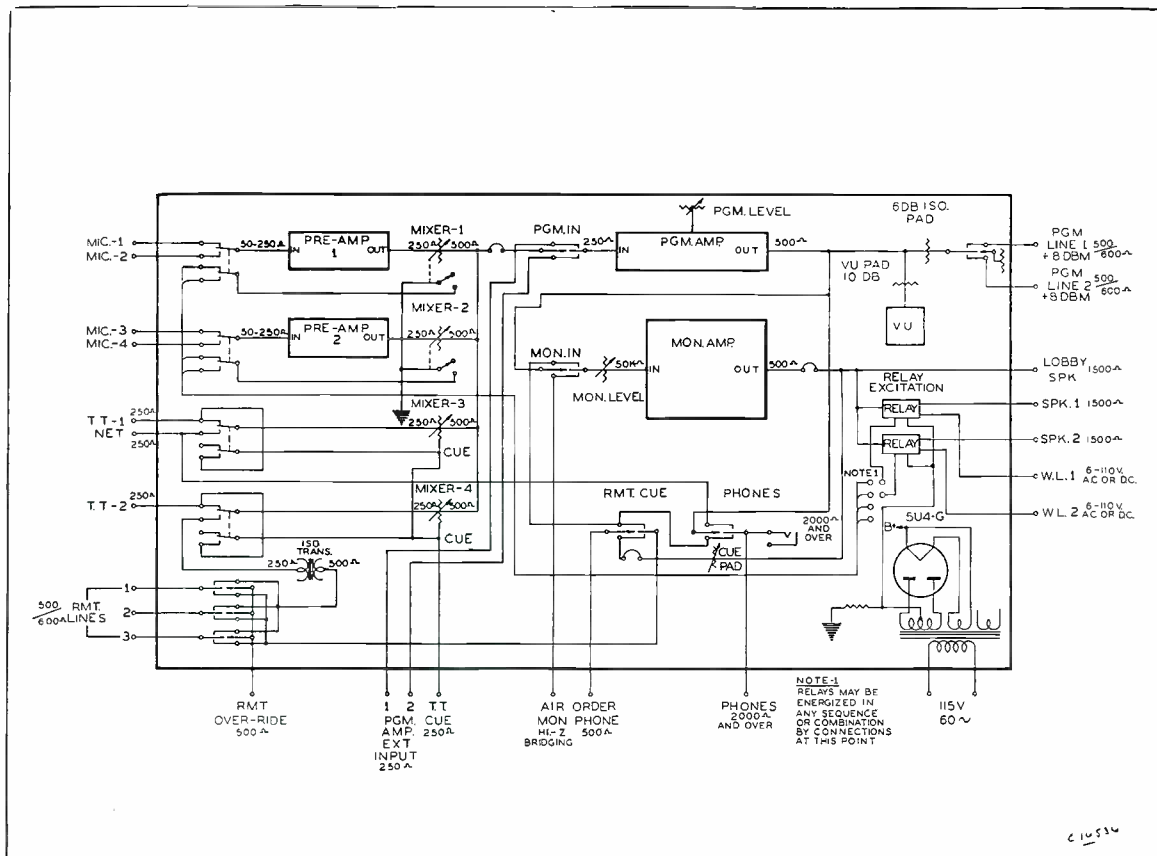 6DB ISO.
PAD
PGM. LEVEL
MIC.-1
MIC.-2
50-250Ω
IN PRE-AMP OUT
1
MIXER-1
250Ω 500Ω
PGM.IN
250Ω
IN PGM.AMP. OUT
500Ω
VU PAD
10 DB
VU
PGM
LINE 1 500/600Ω
+8DBM
PGM
LINE 2 500/600Ω
+8DBM
MIXER-2
MIC.-3
MIC.-4
50-250Ω
IN PRE-AMP OUT
2
250Ω 500Ω
MON.IN
50K
MON.LEVEL
MON.AMP.
IN OUT
500Ω
LOBBY
SPK 1500Ω
RELAY
EXCITATION
RELAY
SPK.1 1500Ω
RELAY
SPK.2 1500Ω
MIXER-3
TT-1 250Ω
NET
250Ω
250Ω 500Ω
CUE
W.L.1 6-110V.
AC OR DC.
W.L.2 6-110V.
AC OR DC.
NOTE 1
MIXER-4
T.T-2 250Ω
250Ω 500Ω
CUE
RMT. CUE
PHONES
2000Ω
AND
OVER
CUE
PAD
5U4-G
B+
ISO
TRANS.
250Ω 500Ω
500/600Ω RMT. LINES
1
2
3
RMT
OVER-RIDE
500Ω
1 2
PGM.
AMP.
EXT
INPUT
250Ω
T.T
CUE
250Ω
AIR
MON
HI-Z
BRIDGING
ORDER
PHONE
500Ω
PHONES
2000Ω
AND OVER
NOTE-1
RELAYS MAY BE
ENERGIZED IN
ANY SEQUENCE
OR COMBINATION
BY CONNECTIONS
AT THIS POINT
115V
60~